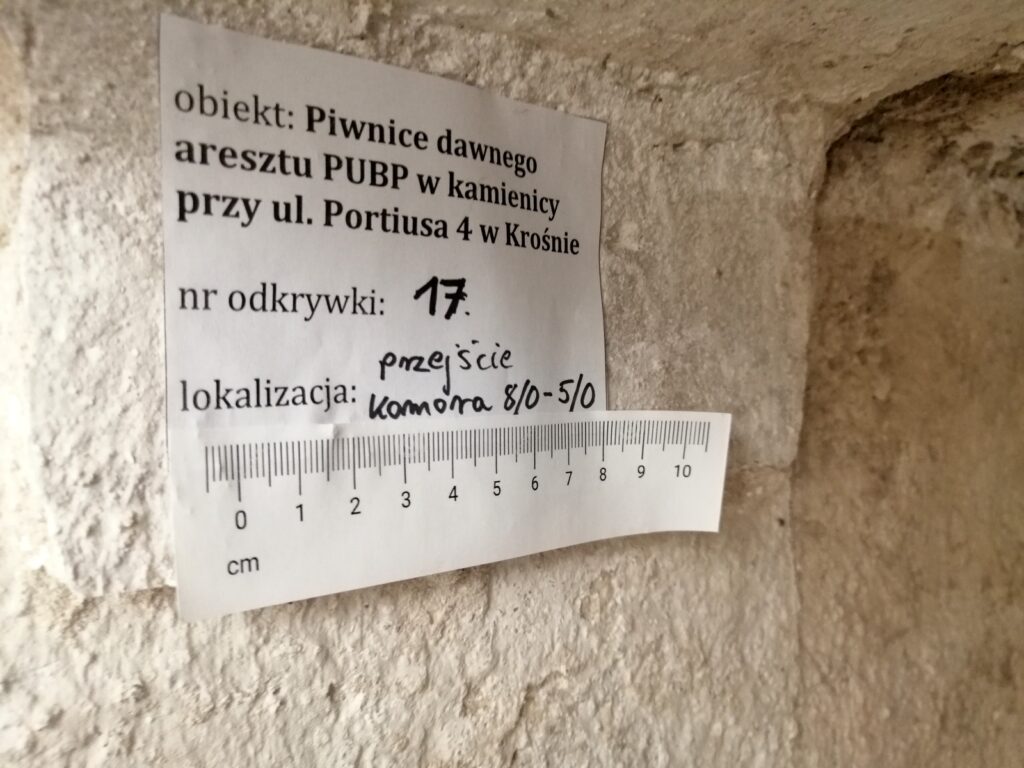 obiekt: Piwnice dawnego
aresztu PUBP w kamienicy
przy ul. Portiusa 4 w Krośnie
nr odkrywki: 17.
przejście
lokalizacja: komora 8/0-5/0
0 1 2 3 4 5 6 7 8 9 10
cm